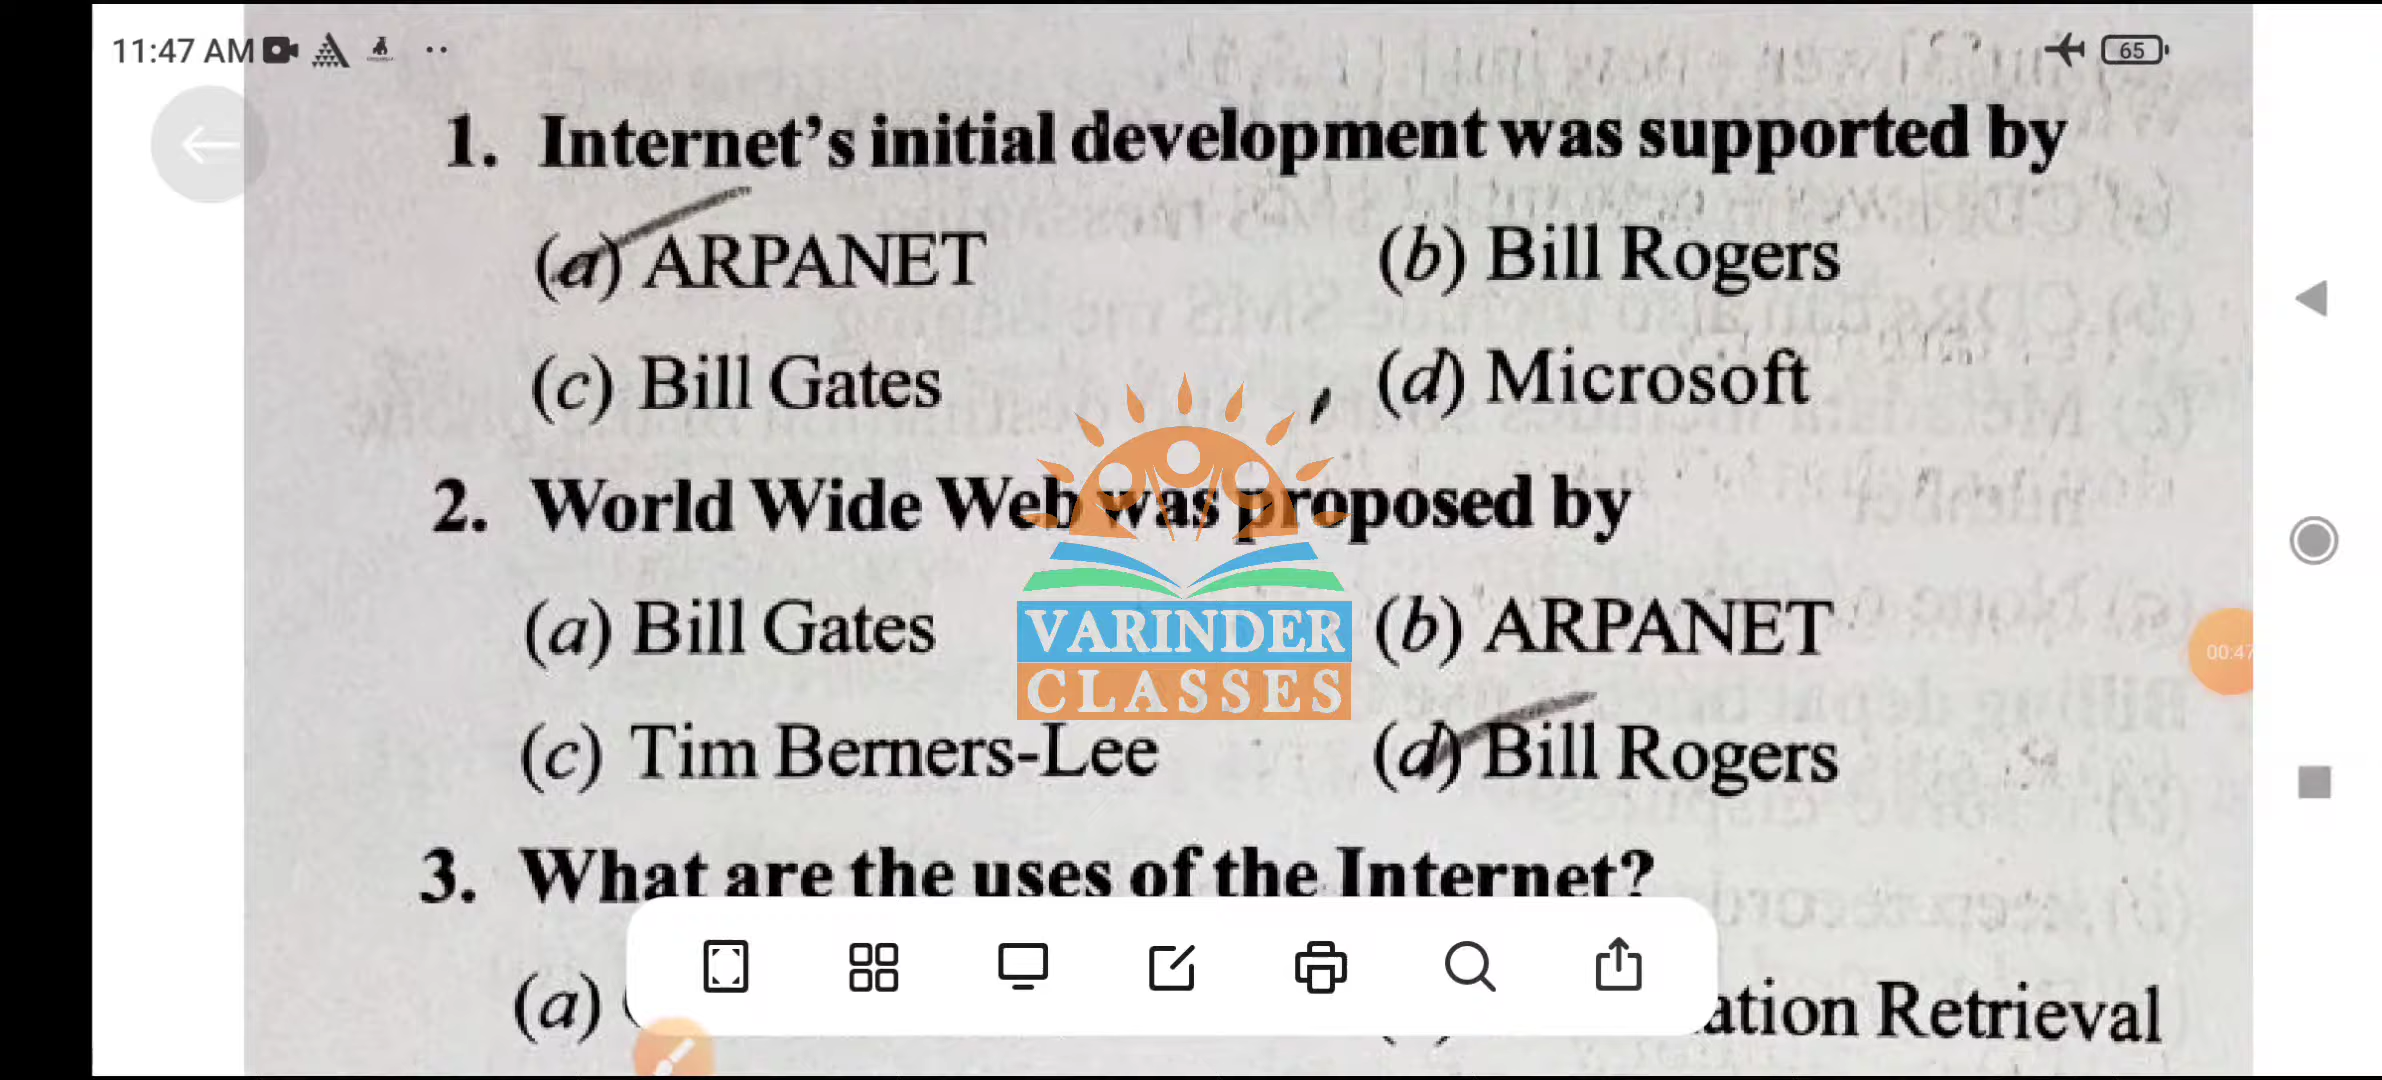 11:47 AM
65
1. Internet's initial development was supported by
(a) ARPANET (b) Bill Rogers
(c) Bill Gates (d) Microsoft
2. World Wide Web was proposed by
(a) Bill Gates (b) ARPANET
VARINDER
CLASSES
00:47
(c) Tim Berners-Lee (d) Bill Rogers
3. What are the uses of the Internet?
(a) ation Retrieval